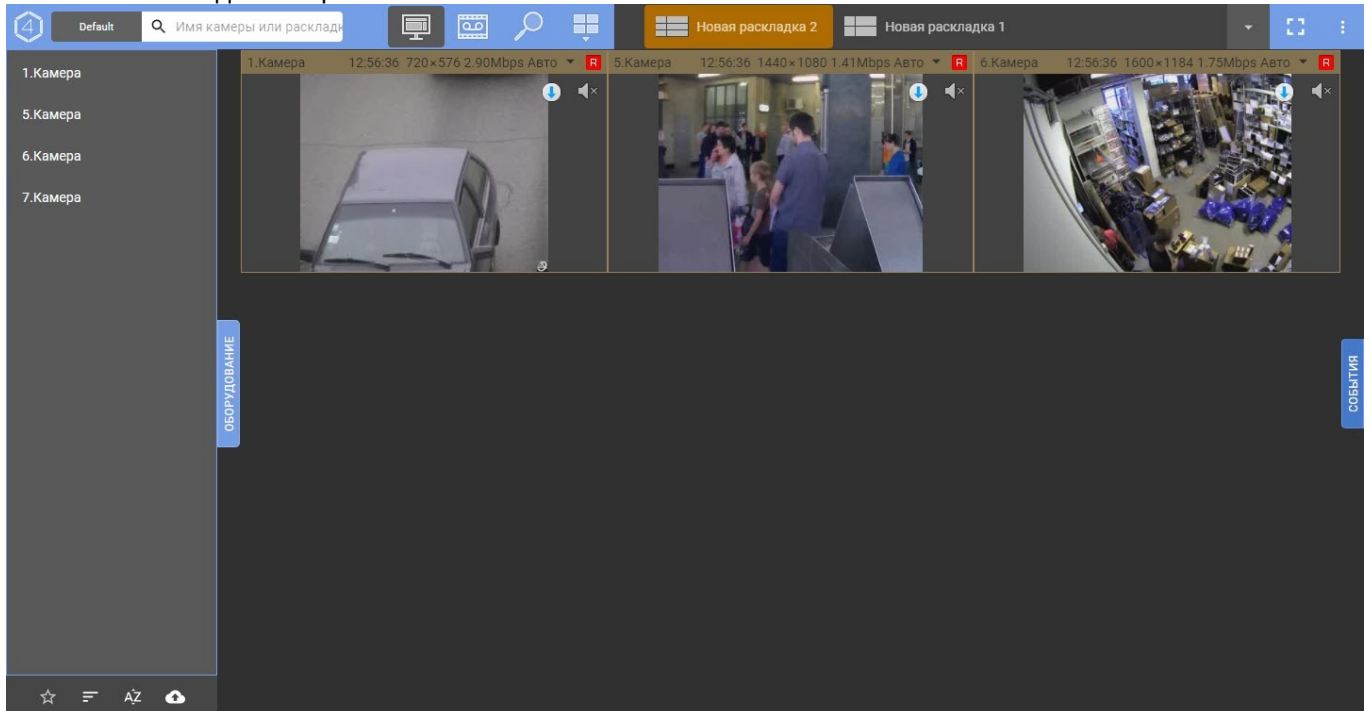 4 Default Имя камеры или расклад Новая раскладка 2 Новая раскладка 1
1.Камера 12:56:36 720×576 2.90Mbps Авто R 5.Камера 12:56:36 1440×1080 1.41Mbps Авто R 6.Камера 12:56:36 1600×1184 1.75Mbps Авто R
1.Камера
5.Камера
6.Камера
7.Камера
ОБОРУДОВАНИЕ
СОБЫТИЯ
AZ